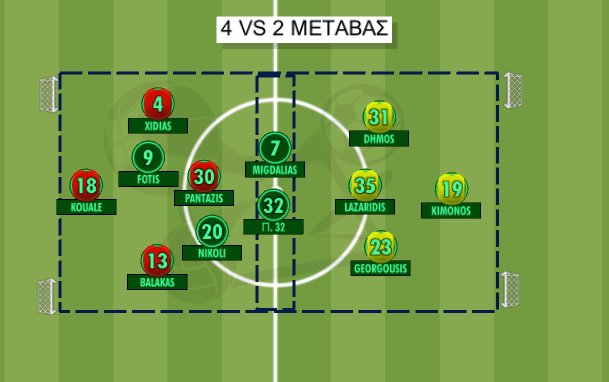 4 VS 2 ΜΕΤΑΒΑΣ
4
XIDIAS
31
DHMOS
9
FOTIS
7
MIGDALIAS
18
KOUALE
30
PANTAZIS
35
LAZARIDIS
19
KIMONOS
32
Π. 32
20
NIKOLI
23
GEORGOUSIS
13
BALAKAS